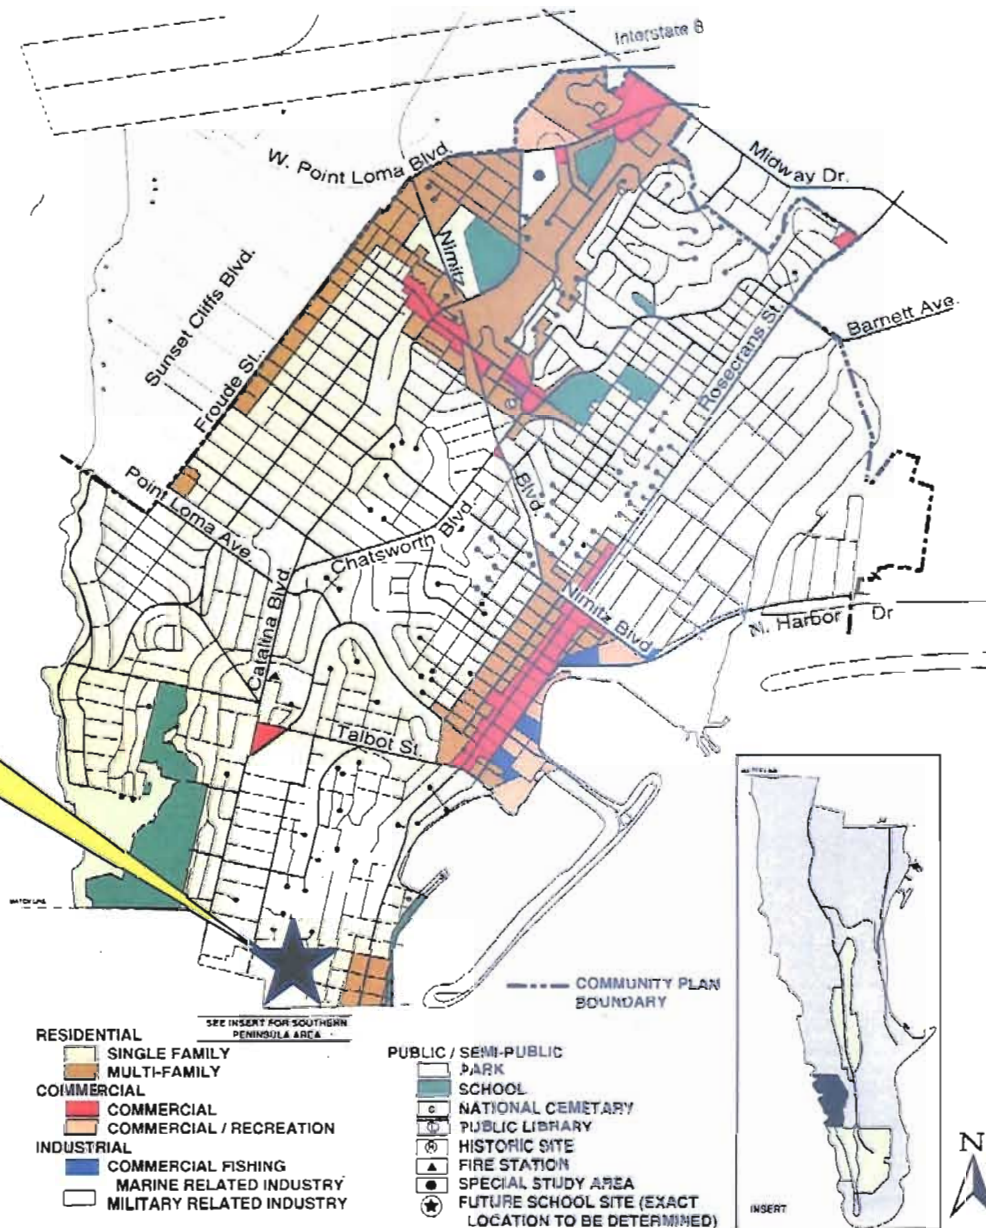 Interstate 8
W. Point Loma Blvd.
Midway Dr.
Nimitz
Sunset Cliffs Blvd.
Barnett Ave.
Froude St.
Rosecrans St.
Point Loma Ave.
Chatsworth Blvd.
Blvd.
Catalina Blvd.
Nimitz Blvd.
N. Harbor Dr
Talbot St.
MATCH LINE
MATCH LINE
COMMUNITY PLAN
BOUNDARY
SEE INSERT FOR SOUTHERN
PENINSULA AREA
RESIDENTIAL
SINGLE FAMILY
MULTI-FAMILY
COMMERCIAL
COMMERCIAL
COMMERCIAL / RECREATION
INDUSTRIAL
COMMERCIAL FISHING
MARINE RELATED INDUSTRY
MILITARY RELATED INDUSTRY
PUBLIC / SEMI-PUBLIC
PARK
SCHOOL
C NATIONAL CEMETARY
L PUBLIC LIBRARY
H HISTORIC SITE
FIRE STATION
SPECIAL STUDY AREA
FUTURE SCHOOL SITE (EXACT
LOCATION TO BE DETERMINED)
INSERT
N